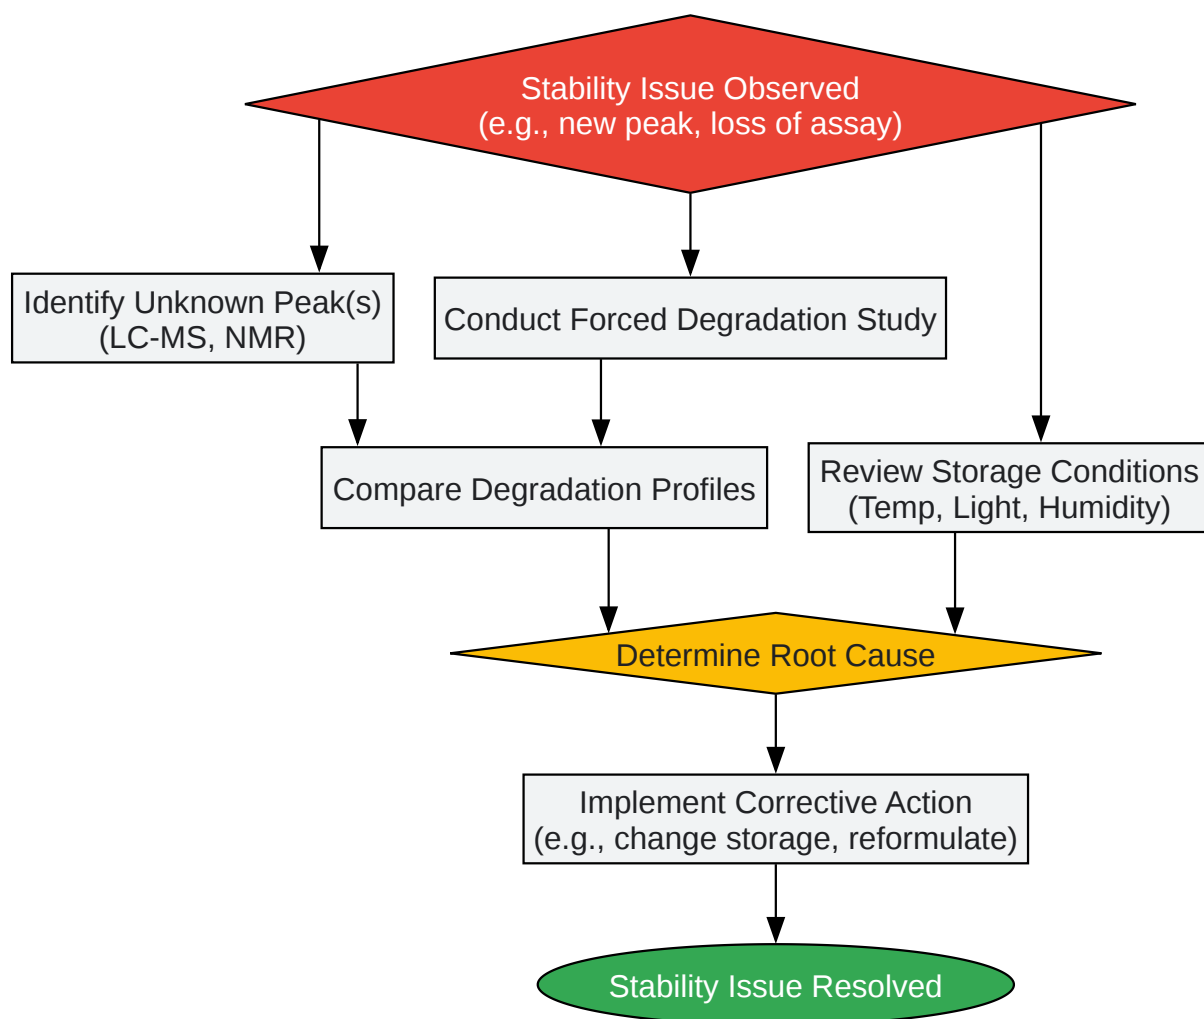 Stability Issue Observed
(e.g., new peak, loss of assay)
Identify Unknown Peak(s)
(LC-MS, NMR)
Conduct Forced Degradation Study
Compare Degradation Profiles
Review Storage Conditions
(Temp, Light, Humidity)
Determine Root Cause
Implement Corrective Action
(e.g., change storage, reformulate)
Stability Issue Resolved